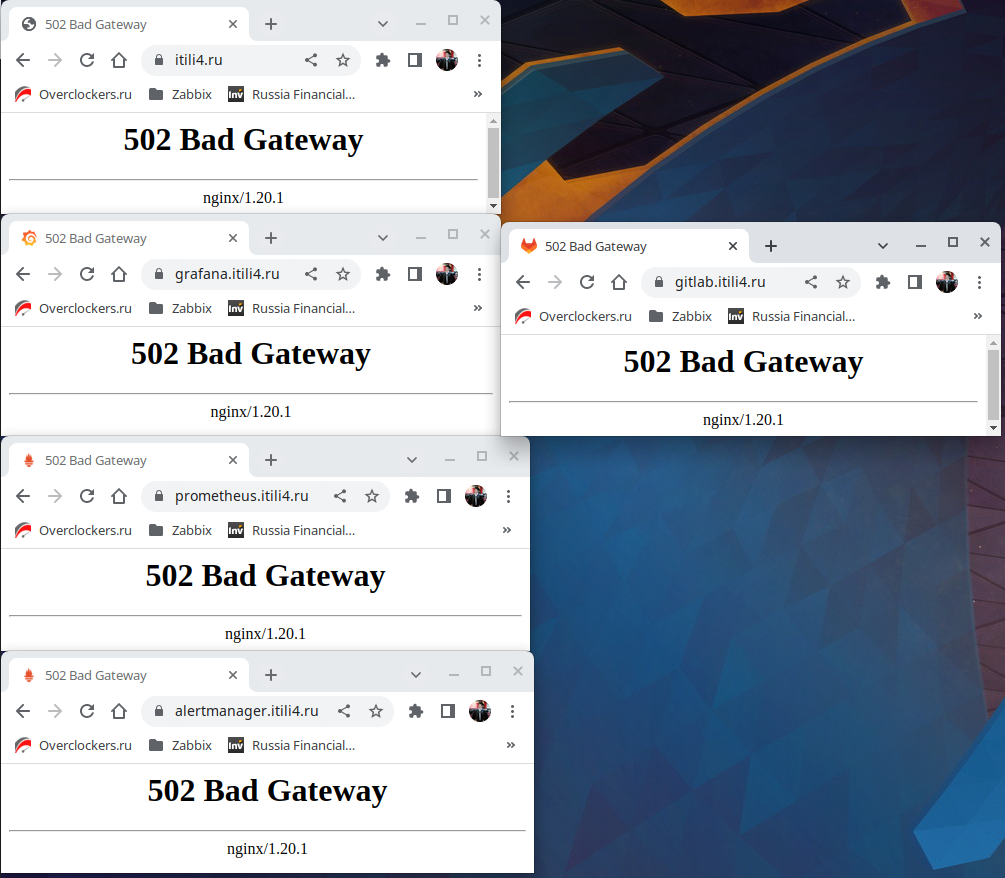 502 Bad Gateway
itili4.ru
Overclockers.ru Zabbix Inv Russia Financial...
502 Bad Gateway
nginx/1.20.1
502 Bad Gateway
grafana.itili4.ru
Overclockers.ru Zabbix Inv Russia Financial...
502 Bad Gateway
nginx/1.20.1
502 Bad Gateway
gitlab.itili4.ru
Overclockers.ru Zabbix Inv Russia Financial...
502 Bad Gateway
nginx/1.20.1
502 Bad Gateway
prometheus.itili4.ru
Overclockers.ru Zabbix Inv Russia Financial...
502 Bad Gateway
nginx/1.20.1
502 Bad Gateway
alertmanager.itili4.ru
Overclockers.ru Zabbix Inv Russia Financial...
502 Bad Gateway
nginx/1.20.1